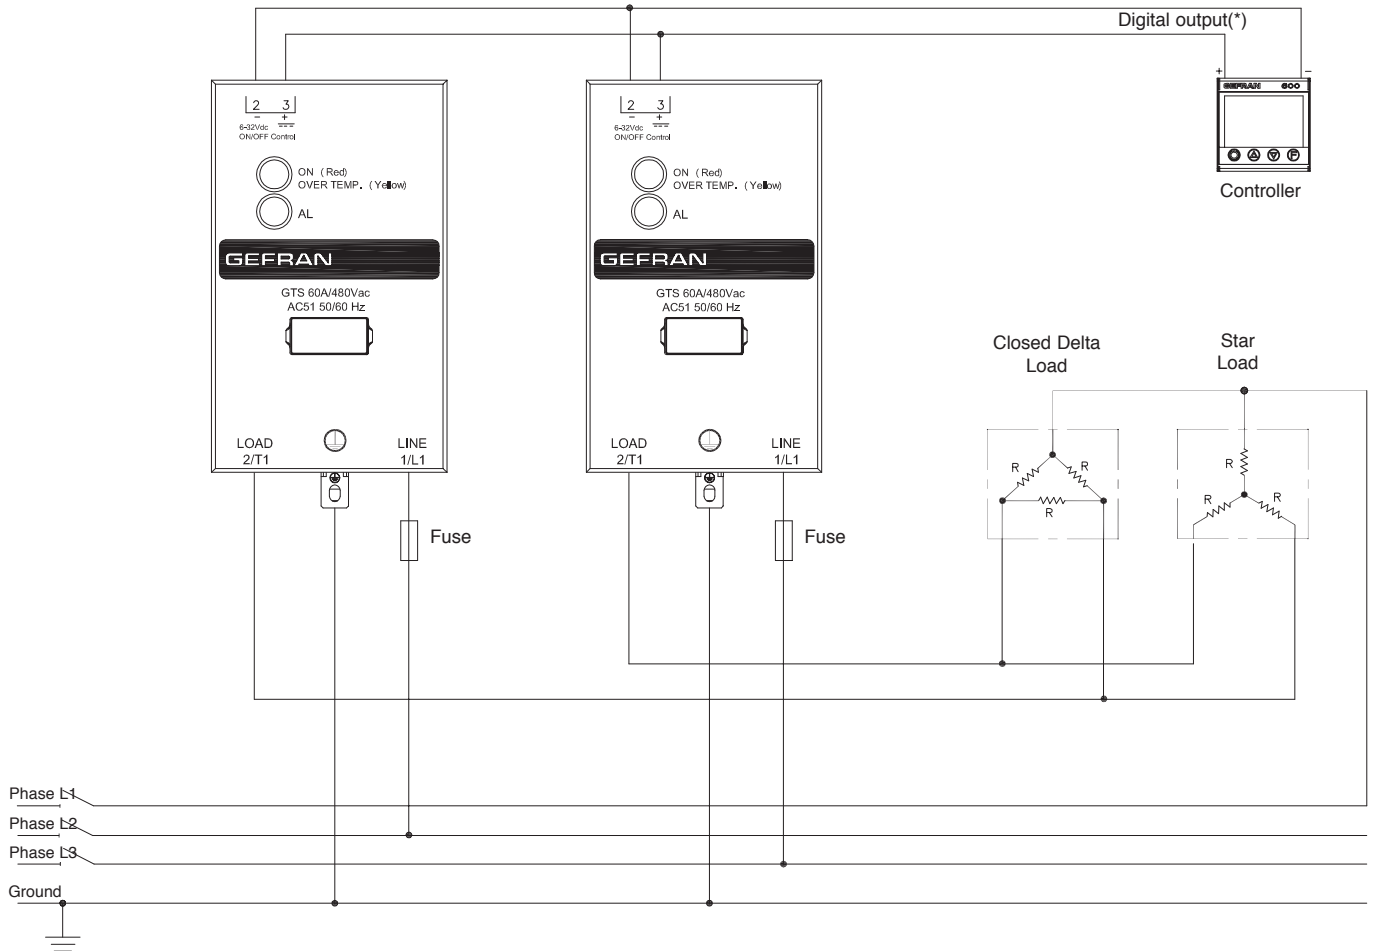 Digital output(*)
+ −
GEFRAN 600
F
Controller
2 3
− +
6-32Vdc
ON/OFF Control
ON (Red)
OVER TEMP. (Yellow)
AL
GEFRAN
GTS 60A/480Vac
AC51 50/60 Hz
LOAD
2/T1
LINE
1/L1
Fuse
2 3
− +
6-32Vdc
ON/OFF Control
ON (Red)
OVER TEMP. (Yellow)
AL
GEFRAN
GTS 60A/480Vac
AC51 50/60 Hz
LOAD
2/T1
LINE
1/L1
Fuse
Closed Delta
Load
R R
R
Star
Load
R
R R
Phase L1
Phase L2
Phase L3
Ground